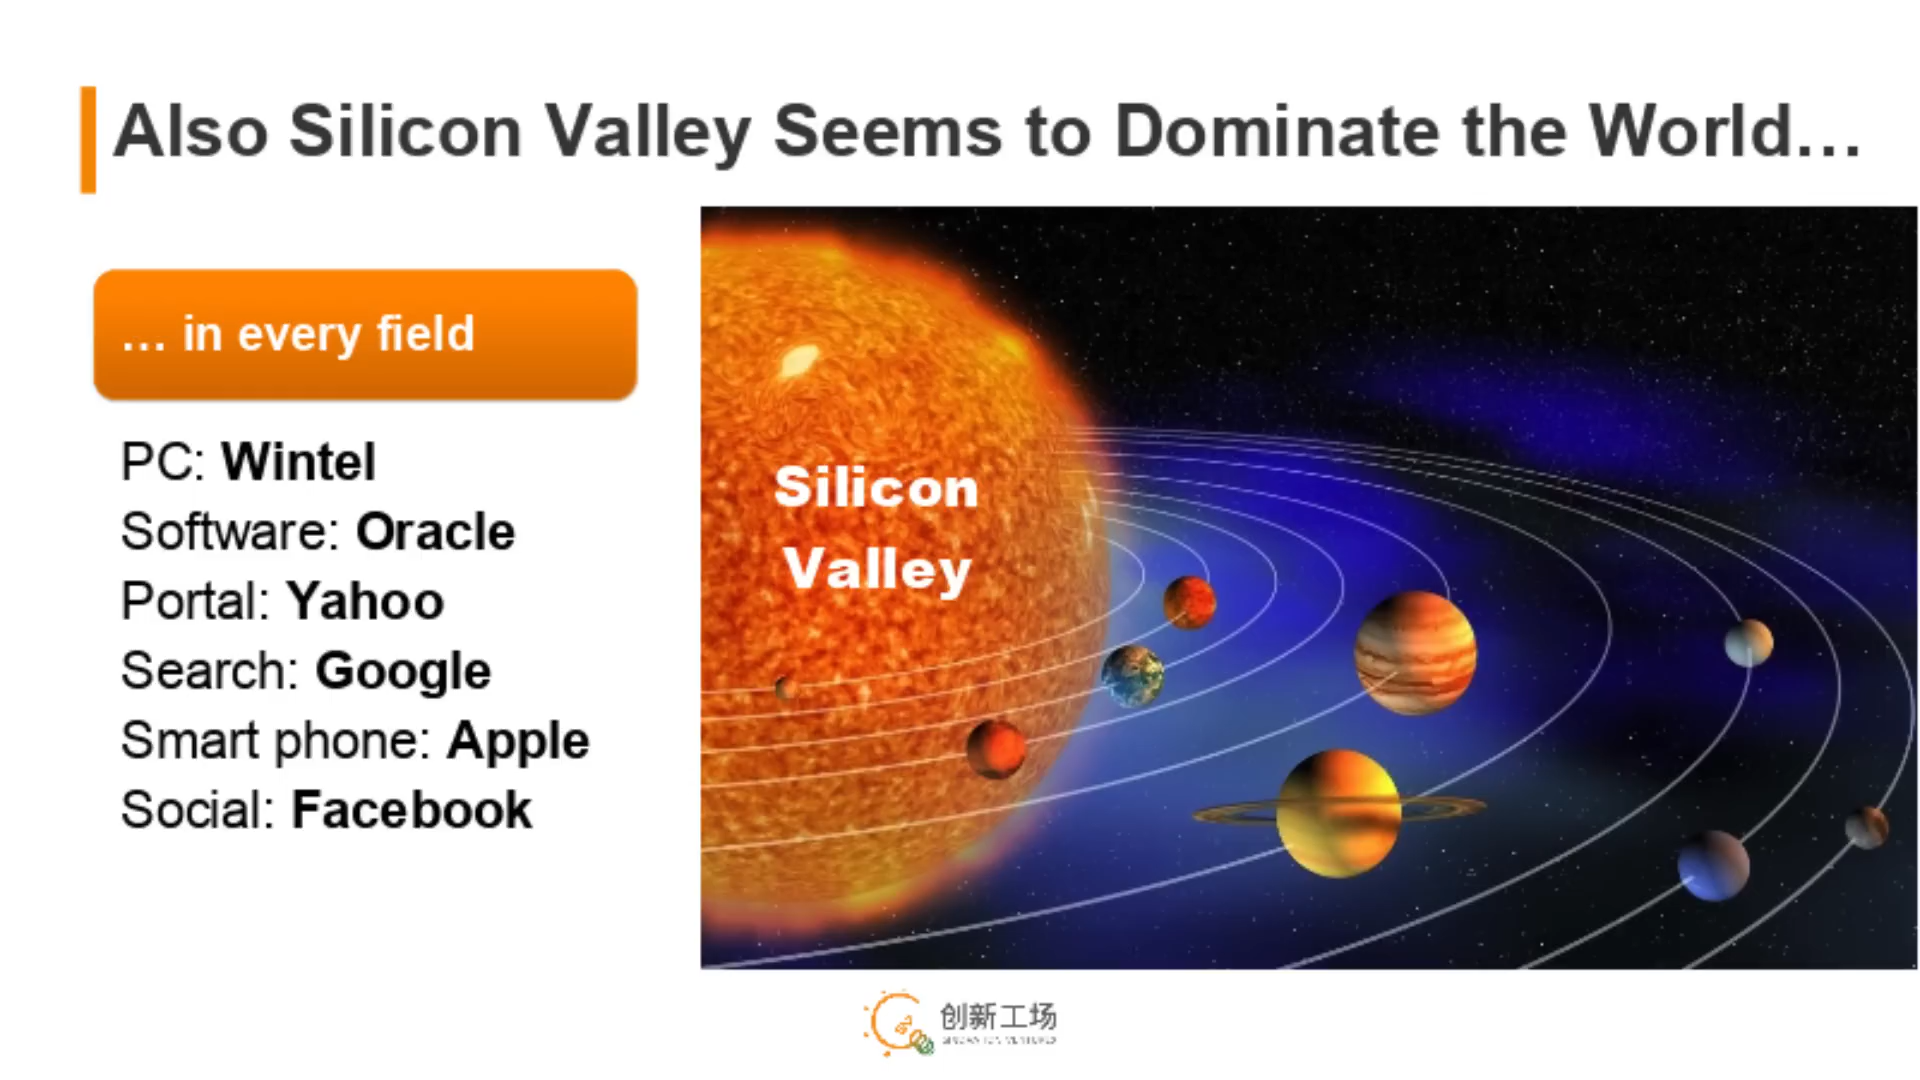 Also Silicon Valley Seems to Dominate the World…
… in every field
PC: Wintel
Software: Oracle
Portal: Yahoo
Search: Google
Smart phone: Apple
Social: Facebook
Silicon
Valley
创新工场